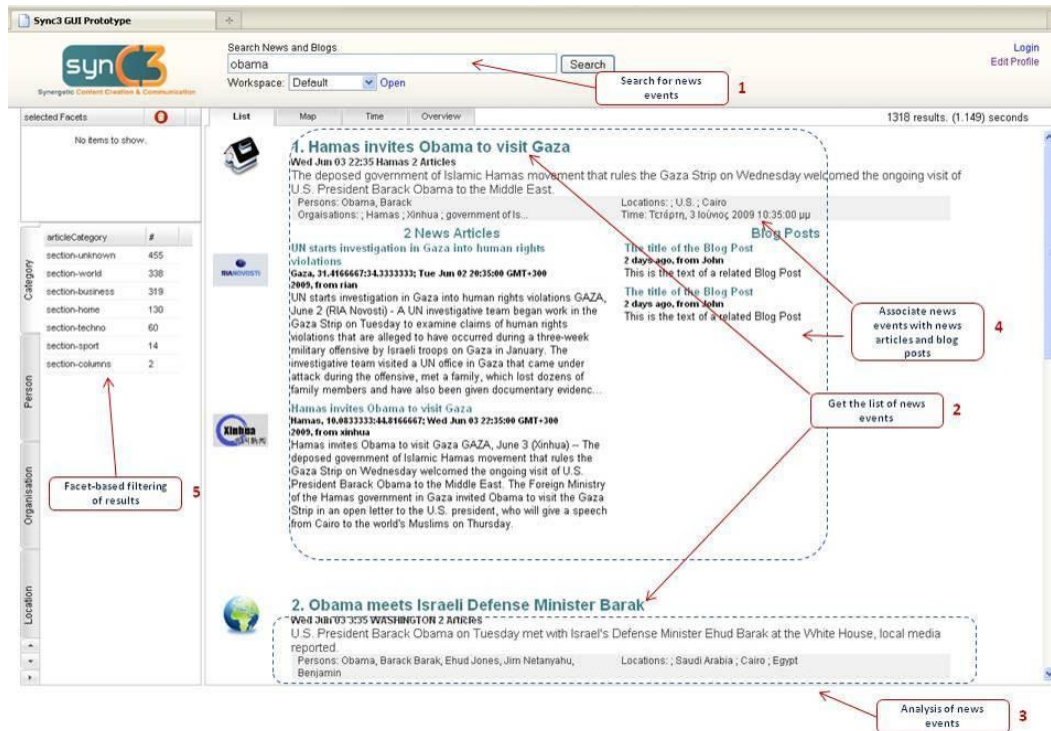 Sync3 GUI Prototype
Search News and Blogs
obama
Search
Workspace: Default Open
Login
Edit Profile
synC3
Synergetic Content Creation & Communication
Search for news
events
1
selected Facets
No items to show.
List Map Time Overview
1318 results. (1.149) seconds
1. Hamas invites Obama to visit Gaza
Wed Jun 03 22:35 Hamas 2 Articles
The deposed government of Islamic Hamas movement that rules the Gaza Strip on Wednesday welcomed the ongoing visit of
U.S. President Barack Obama to the Middle East.
Persons: Obama, Barack
Locations: ; U.S. ; Cairo
Orgaisations: ; Hamas ; Xinhua ; government of Is...
Time: Τετάρτη, 3 Ιούνιος 2009 10:35:00 μμ
2 News Articles
UN starts investigation in Gaza into human rights
violations
Gaza, 31.4166667;34.3333333; Tue Jun 02 20:35:00 GMT+300
2009, from rian
UN starts investigation in Gaza into human rights violations GAZA,
June 2 (RIA Novosti) - A UN investigative team began work in the
Gaza Strip on Tuesday to examine claims of human rights
violations that are alleged to have occurred during a three-week
military offensive by Israeli troops on Gaza in January. The
investigative team visited a UN office in Gaza that came under
attack during the offensive, met a family, which lost dozens of
family members and have also been given documentary evidenc...
RIANOVOSTI
Blog Posts
The title of the Blog Post
2 days ago, from John
This is the text of a related Blog Post
The title of the Blog Post
2 days ago, from John
This is the text of a related Blog Post
Associate news
events with news
articles and blog
posts
4
Hamas invites Obama to visit Gaza
Hamas, 10.0833333;44.8166667; Wed Jun 03 22:35:00 GMT+300
2009, from xinhua
Hamas invites Obama to visit Gaza GAZA, June 3 (Xinhua) -- The
deposed government of Islamic Hamas movement that rules the
Gaza Strip on Wednesday welcomed the ongoing visit of U.S.
President Barack Obama to the Middle East. The Foreign Ministry
of the Hamas government in Gaza invited Obama to visit the Gaza
Strip in an open letter to the U.S. president, who will give a speech
from Cairo to the world's Muslims on Thursday.
Xinhua
Get the list of news
events
2
articleCategory #
section-unknown 455
section-world 338
section-business 319
section-home 130
section-techno 60
section-sport 14
section-columns 2
Category
Person
Organisation
Location
Facet-based filtering
of results
5
2. Obama meets Israeli Defense Minister Barak
Wed Jun 03 3:35 WASHINGTON 2 Articles
U.S. President Barack Obama on Tuesday met with Israel's Defense Minister Ehud Barak at the White House, local media
reported.
Persons: Obama, Barack Barak, Ehud Jones, Jim Netanyahu,
Benjamin
Locations: ; Saudi Arabia ; Cairo ; Egypt
Analysis of news
events
3